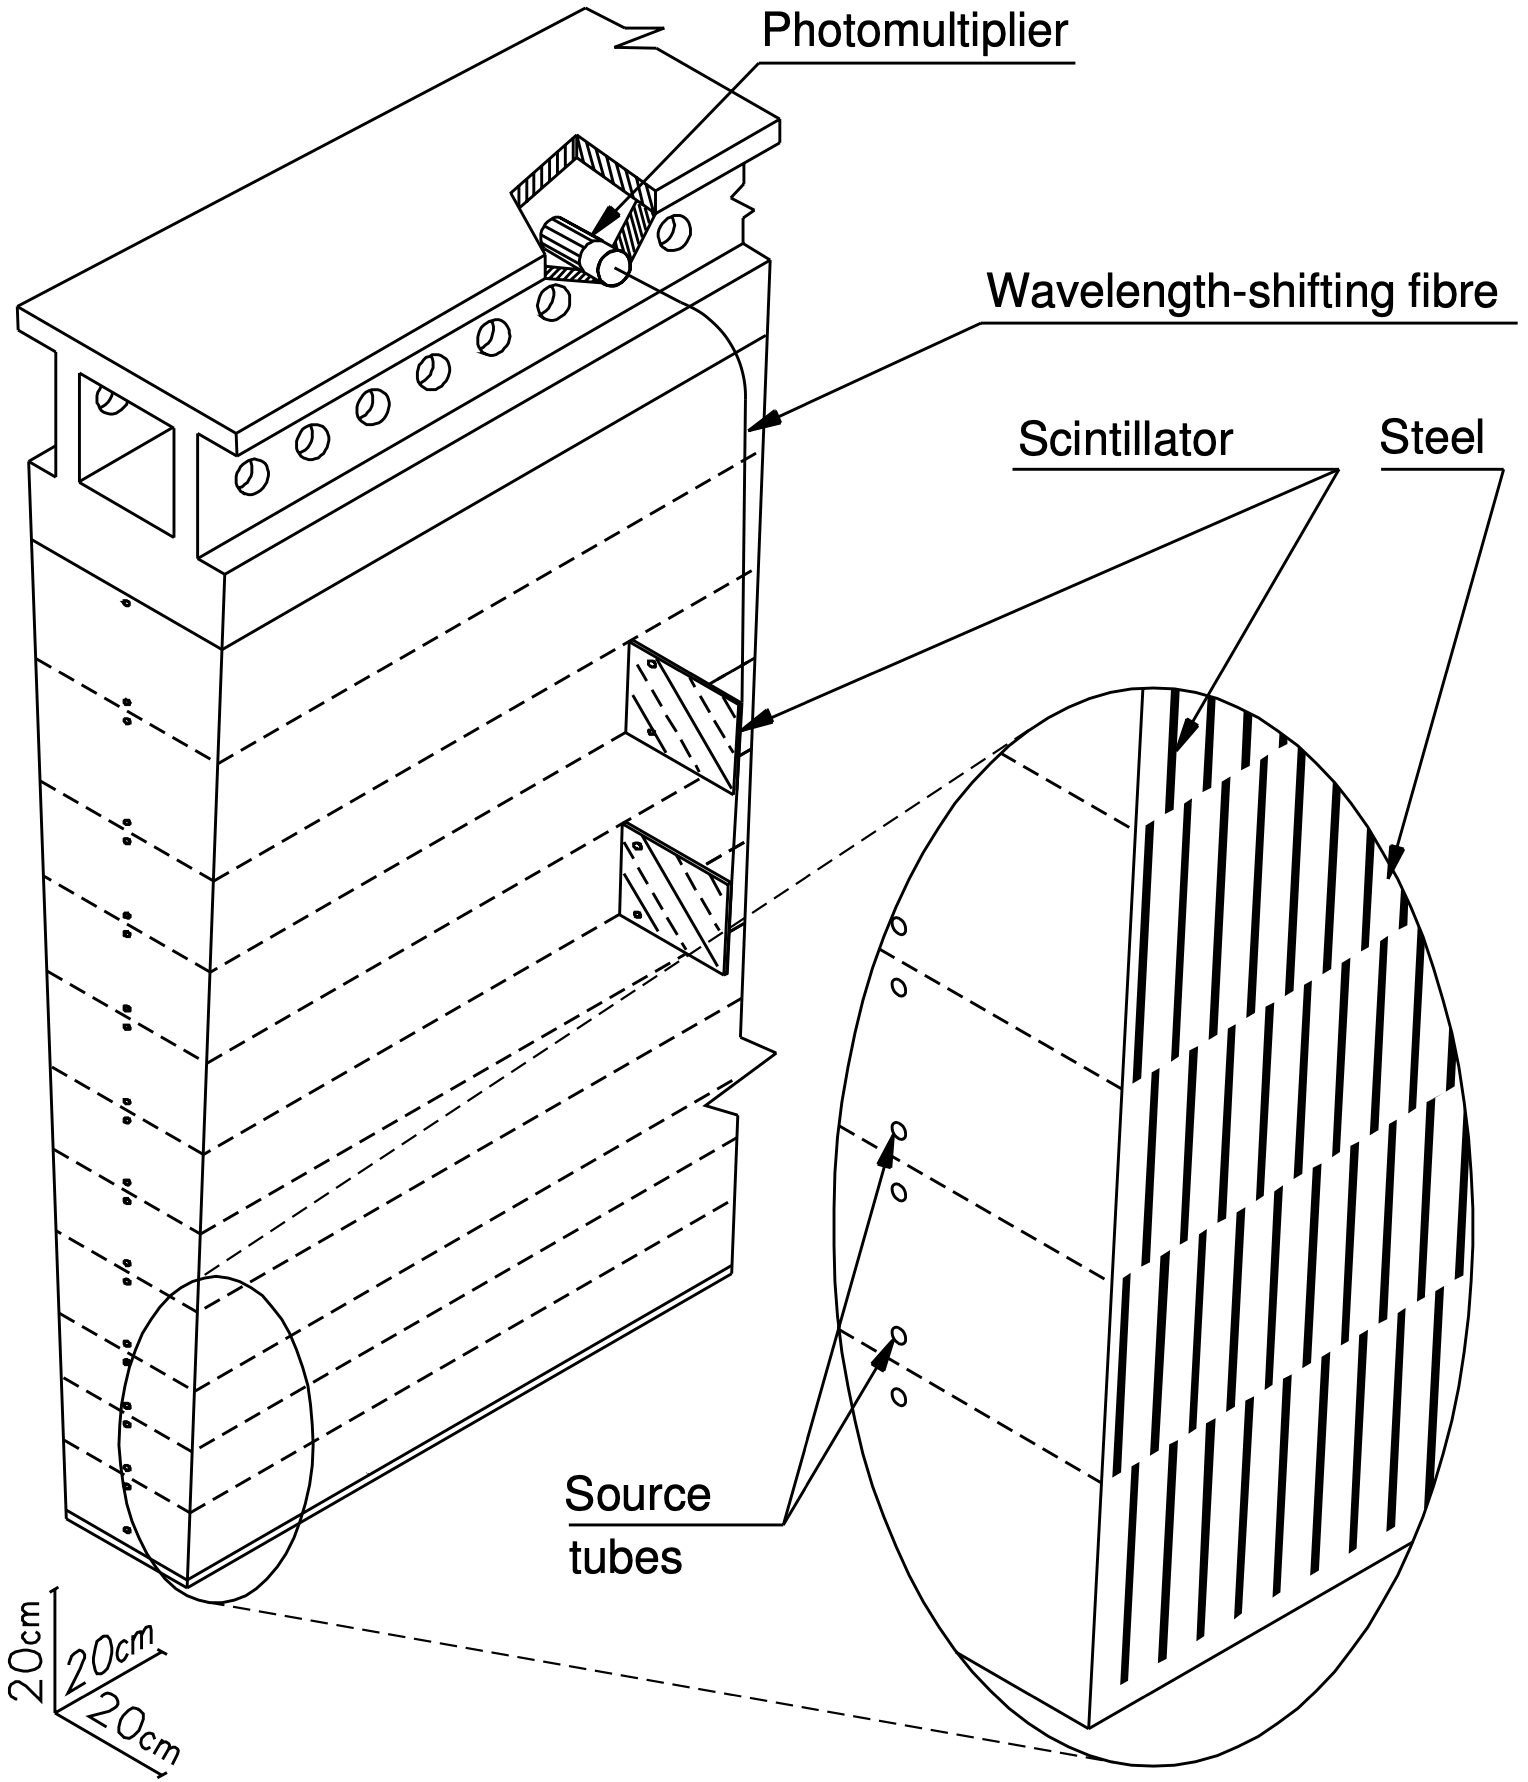 Photomultiplier
Wavelength-shifting fibre
Scintillator
Steel
Source
tubes
20cm
20cm
20cm